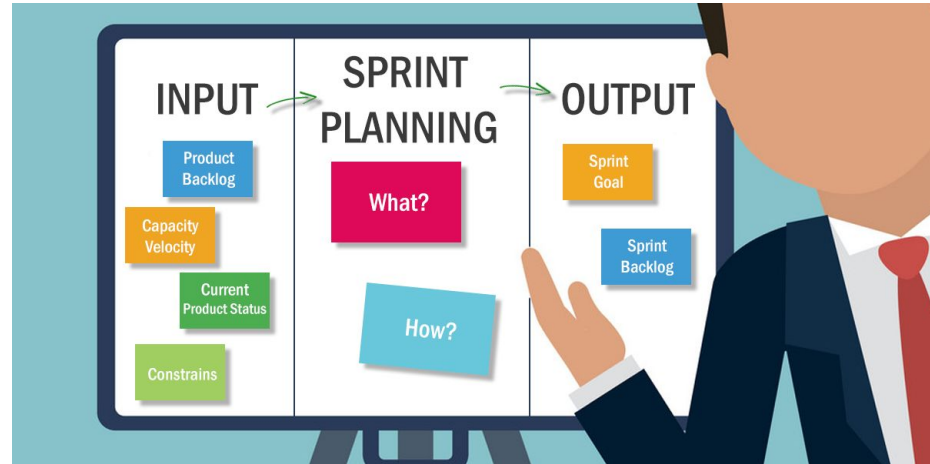 INPUT
Product
Backlog
Capacity
Velocity
Current
Product Status
Constrains
SPRINT
PLANNING
What?
How?
OUTPUT
Sprint
Goal
Sprint
Backlog